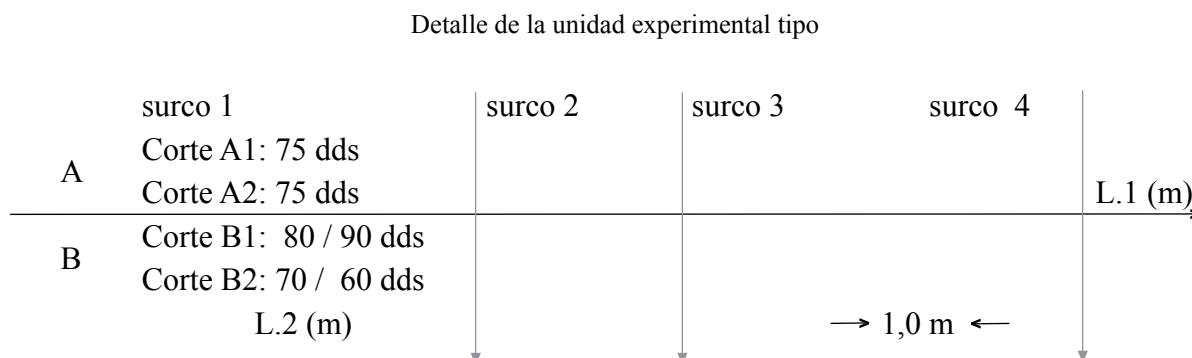 Detalle de la unidad experimental tipo
surco 1 surco 2 surco 3 surco 4
Corte A1: 75 dds
A
Corte A2: 75 dds
L.1 (m)
Corte B1: 80 / 90 dds
B
Corte B2: 70 / 60 dds
L.2 (m) 1,0 m